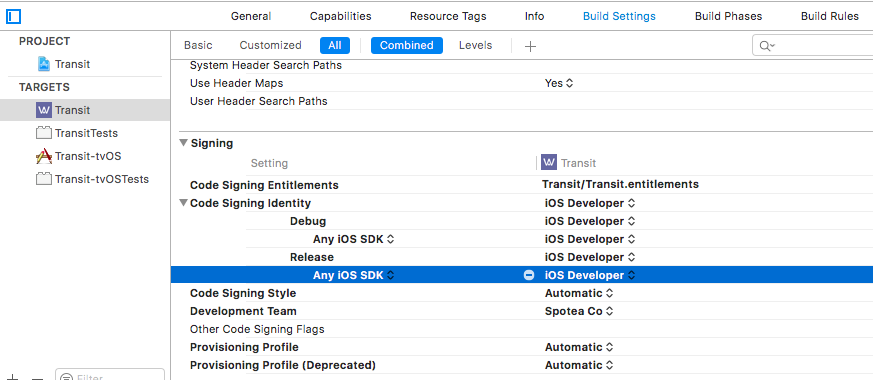 General Capabilities Resource Tags Info Build Settings Build Phases Build Rules
PROJECT
Transit
TARGETS
Transit
TransitTests
Transit-tvOS
Transit-tvOSTests
Filter
Basic Customized All Combined Levels
System Header Search Paths
Use Header Maps Yes
User Header Search Paths
Signing
Setting Transit
Code Signing Entitlements Transit/Transit.entitlements
Code Signing Identity iOS Developer
Debug iOS Developer
Any iOS SDK iOS Developer
Release iOS Developer
Any iOS SDK iOS Developer
Code Signing Style Automatic
Development Team Spotea Co
Other Code Signing Flags
Provisioning Profile Automatic
Provisioning Profile (Deprecated) Automatic